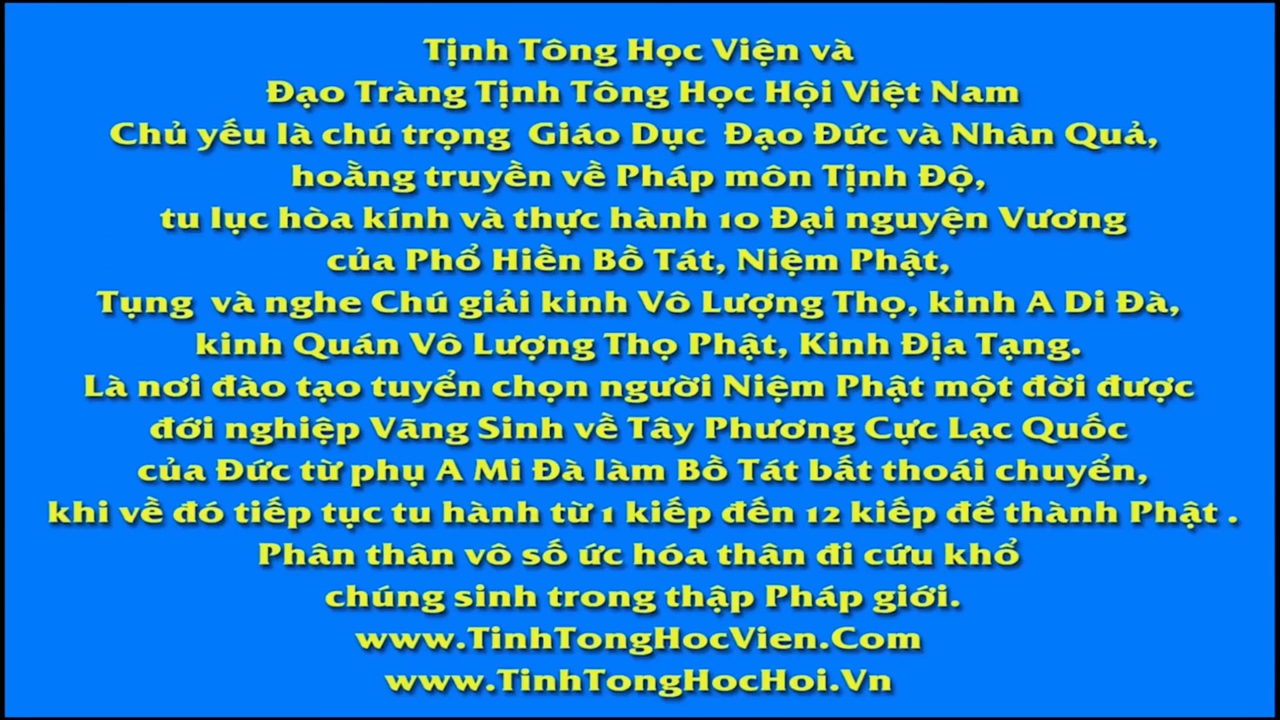 Tịnh Tông Học Viện và
Đạo Tràng Tịnh Tông Học Hội Việt Nam
Chủ yếu là chú trọng Giáo Dục Đạo Đức và Nhân Quả,
hoằng truyền về Pháp môn Tịnh Độ,
tu lục hòa kính và thực hành 10 Đại nguyện Vương
của Phổ Hiền Bồ Tát, Niệm Phật,
Tụng và nghe Chú giải kinh Vô Lượng Thọ, kinh A Di Đà,
kinh Quán Vô Lượng Thọ Phật, Kinh Địa Tạng.
Là nơi đào tạo tuyển chọn người Niệm Phật một đời được
đới nghiệp Vãng Sinh về Tây Phương Cực Lạc Quốc
của Đức từ phụ A Mi Đà làm Bồ Tát bất thoái chuyển,
khi về đó tiếp tục tu hành từ 1 kiếp đến 12 kiếp để thành Phật .
Phân thân vô số ức hóa thân đi cứu khổ
chúng sinh trong thập Pháp giới.
www.TinhTongHocVien.Com
www.TinhTongHocHoi.Vn